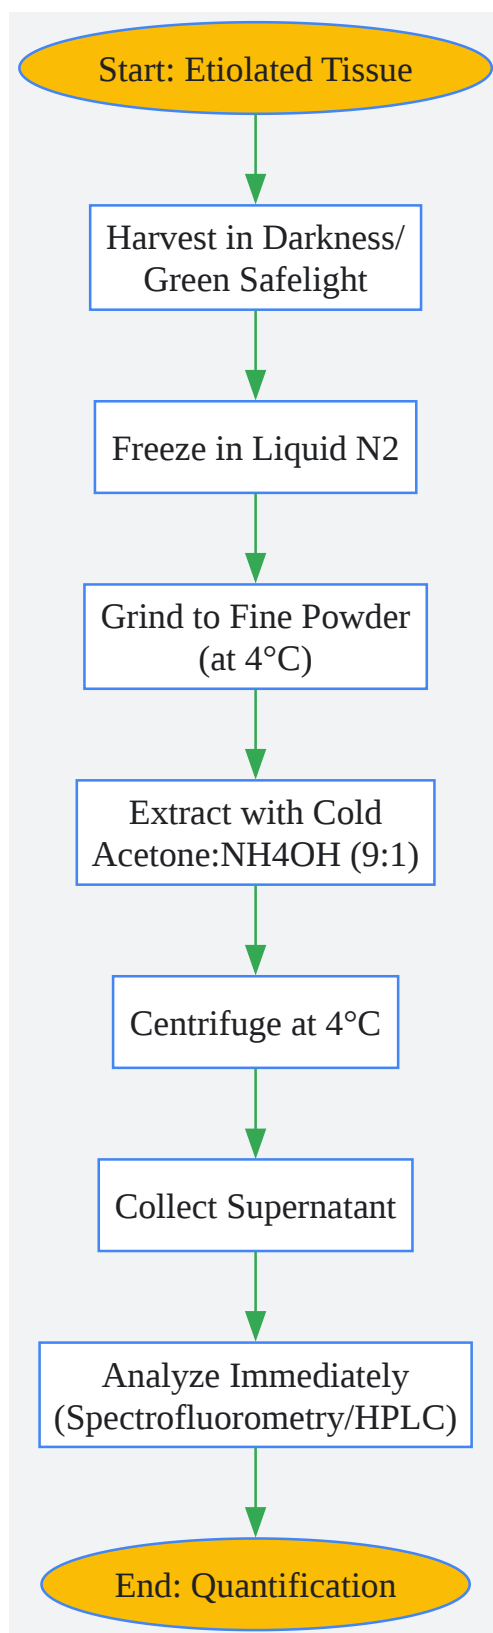 Start: Etiolated Tissue
Harvest in Darkness/
Green Safelight
Freeze in Liquid N2
Grind to Fine Powder
(at 4°C)
Extract with Cold
Acetone:NH4OH (9:1)
Centrifuge at 4°C
Collect Supernatant
Analyze Immediately
(Spectrofluorometry/HPLC)
End: Quantification